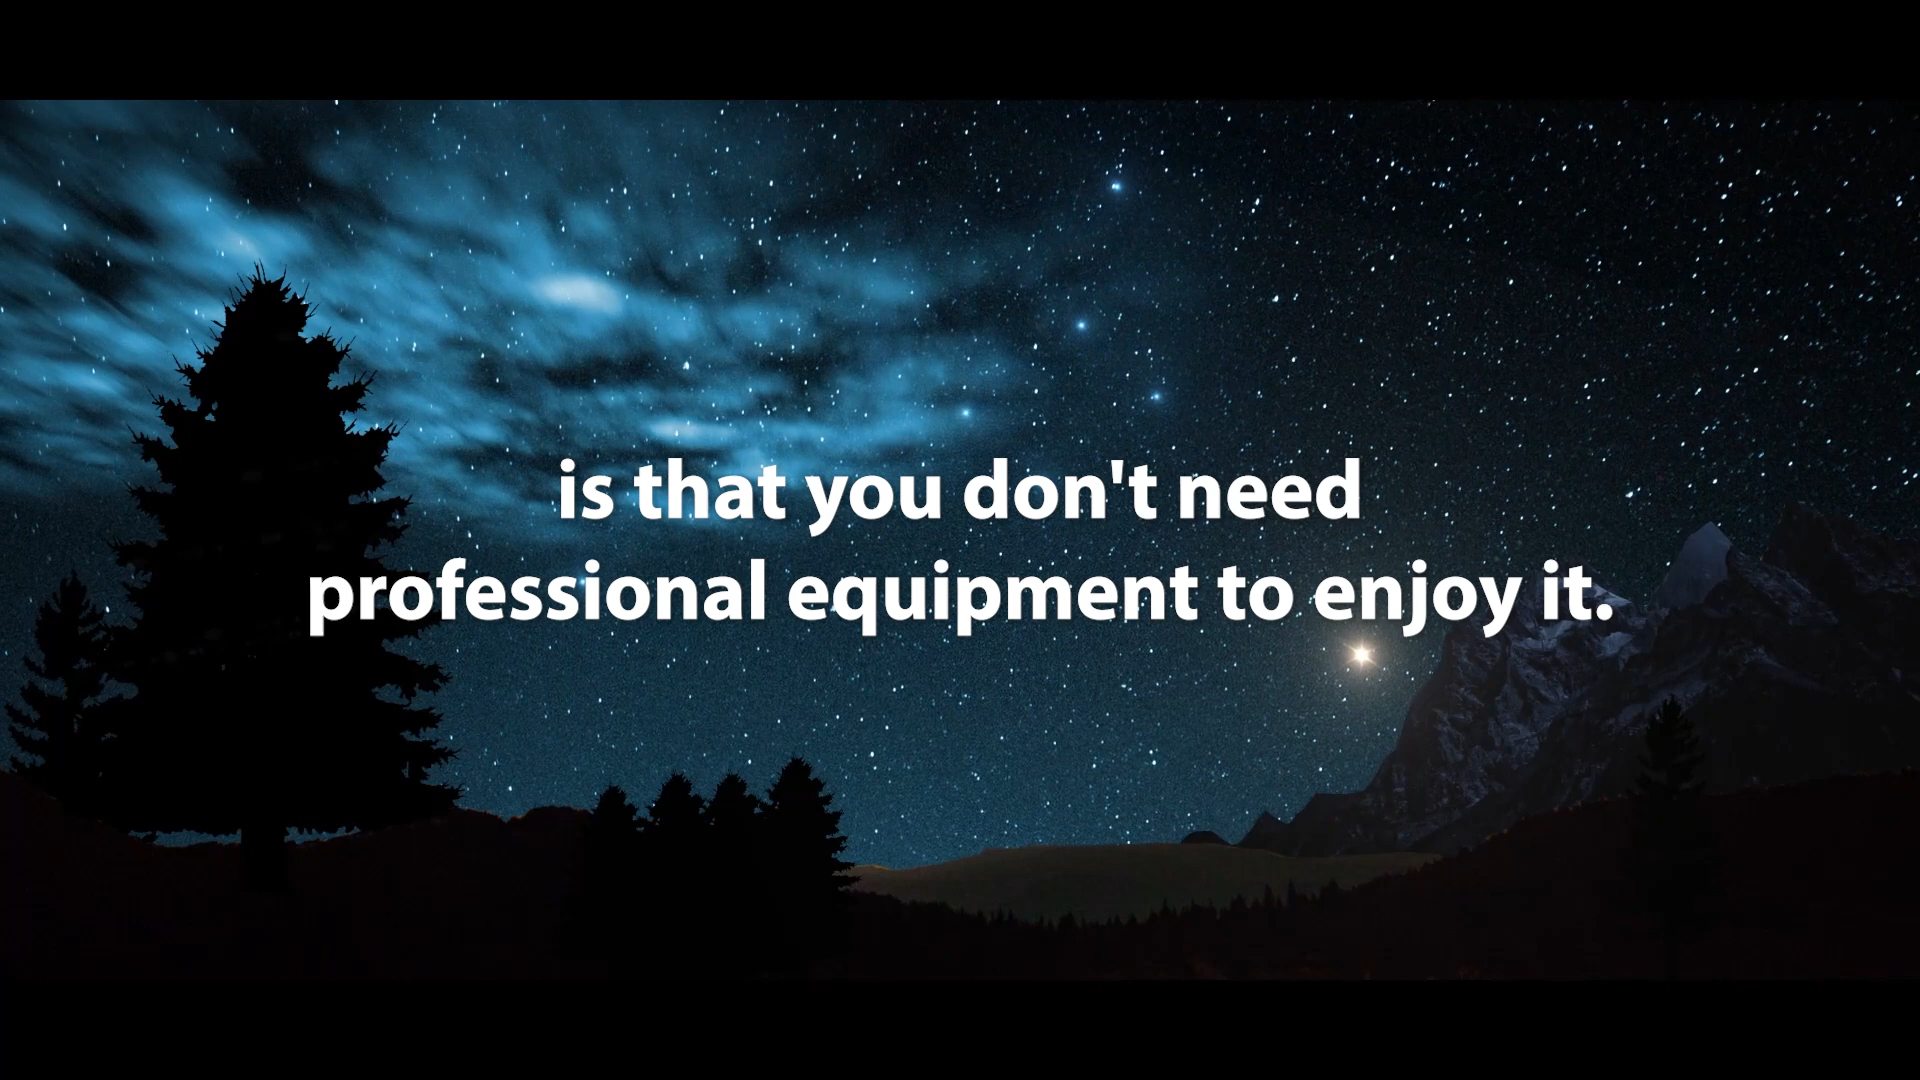 is that you don't need
professional equipment to enjoy it.